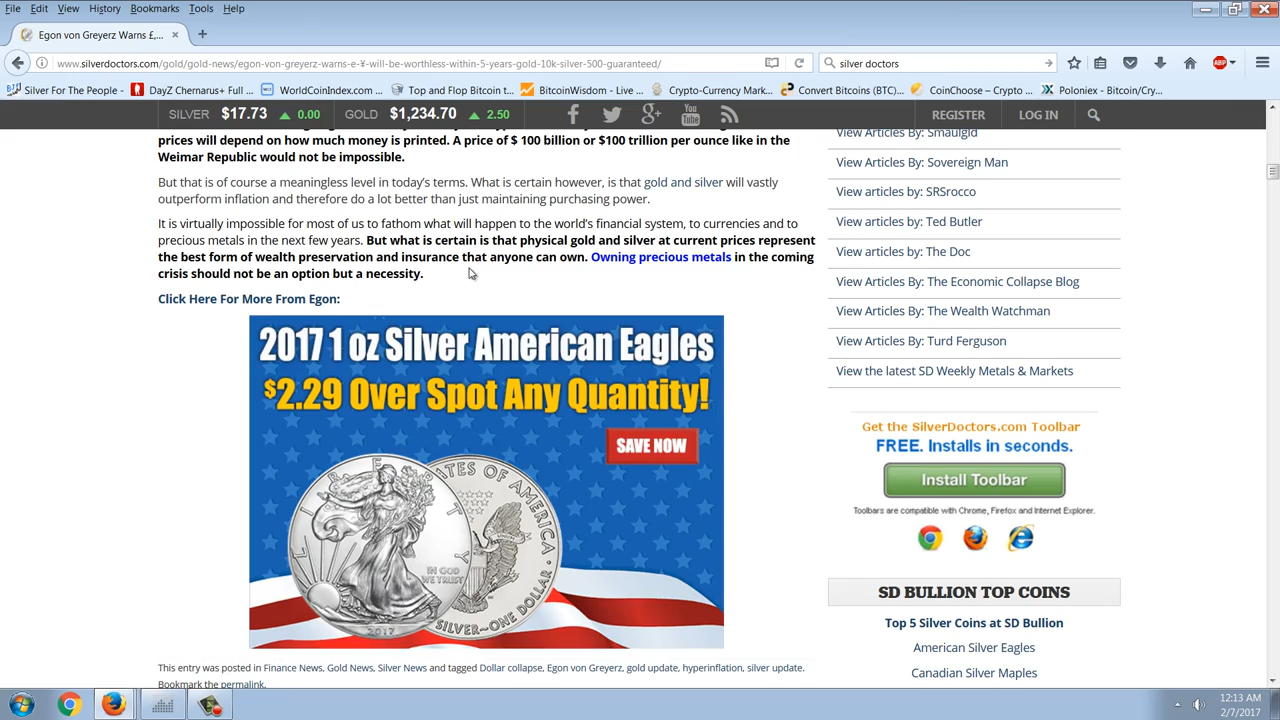 File Edit View History Bookmarks Tools Help
Egon von Greyerz Warns £,...
www.silverdoctors.com/gold/gold-news/egon-von-greyerz-warns-e-¥-will-be-worthless-within-5-years-gold-10k-silver-500-guaranteed/
silver doctors
ABP
Silver For The People - DayZ Chernarus+ Full ... WorldCoinIndex.com ... Top and Flop Bitcoin t... BitcoinWisdom - Live ... Crypto-Currency Mark... Convert Bitcoins (BTC)... CoinChoose – Crypto ... Poloniex - Bitcoin/Cry...
SILVER $17.73 0.00 GOLD $1,234.70 2.50 REGISTER LOG IN
prices will depend on how much money is printed. A price of $ 100 billion or $100 trillion per ounce like in the
Weimar Republic would not be impossible.
But that is of course a meaningless level in today's terms. What is certain however, is that gold and silver will vastly
outperform inflation and therefore do a lot better than just maintaining purchasing power.
It is virtually impossible for most of us to fathom what will happen to the world's financial system, to currencies and to
precious metals in the next few years. But what is certain is that physical gold and silver at current prices represent
the best form of wealth preservation and insurance that anyone can own. Owning precious metals in the coming
crisis should not be an option but a necessity.
Click Here For More From Egon:
2017 1 oz Silver American Eagles
$2.29 Over Spot Any Quantity!
SAVE NOW
LIBERTY
IN GOD
WE TRUST
2017
TES OF AMERICA
SILVER~ONE DOLLAR
This entry was posted in Finance News, Gold News, Silver News and tagged Dollar collapse, Egon von Greyerz, gold update, hyperinflation, silver update.
Bookmark the permalink.
View Articles By: Smaulgld
View Articles By: Sovereign Man
View articles by: SRSrocco
View Articles By: Ted Butler
View Articles By: The Doc
View Articles By: The Economic Collapse Blog
View Articles By: The Wealth Watchman
View Articles By: Turd Ferguson
View the latest SD Weekly Metals & Markets
Get the SilverDoctors.com Toolbar
FREE. Installs in seconds.
Install Toolbar
Toolbars are compatible with Chrome, Firefox and Internet Explorer.
SD BULLION TOP COINS
Top 5 Silver Coins at SD Bullion
American Silver Eagles
Canadian Silver Maples
12:13 AM
2/7/2017